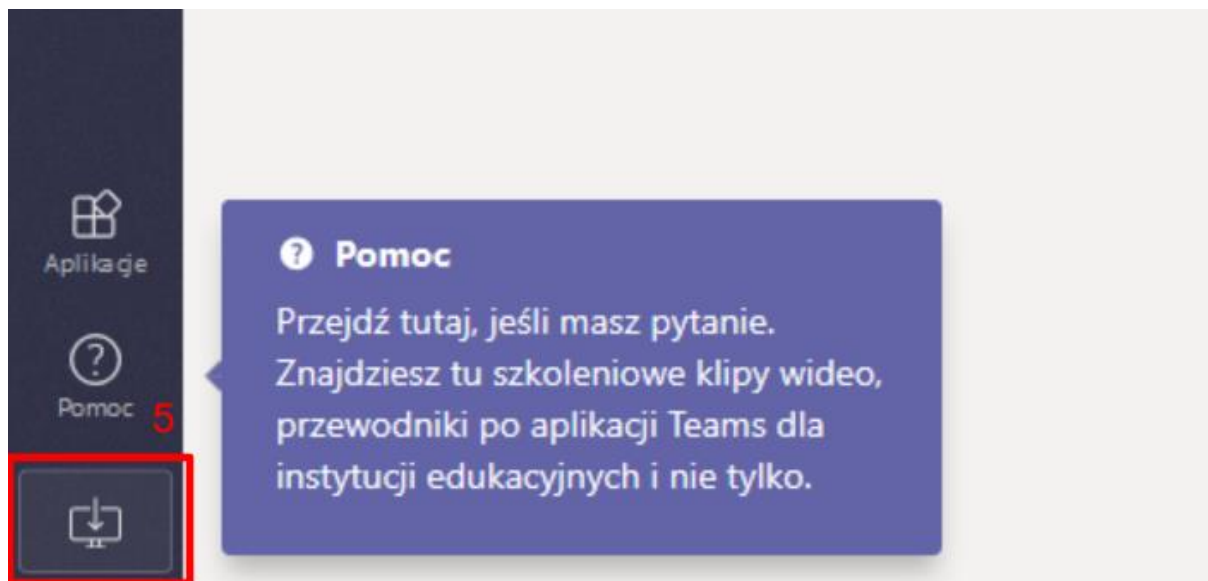 Aplikacje
Pomoc
5
Pomoc
Przejdź tutaj, jeśli masz pytanie.
Znajdziesz tu szkoleniowe klipy wideo,
przewodniki po aplikacji Teams dla
instytucji edukacyjnych i nie tylko.